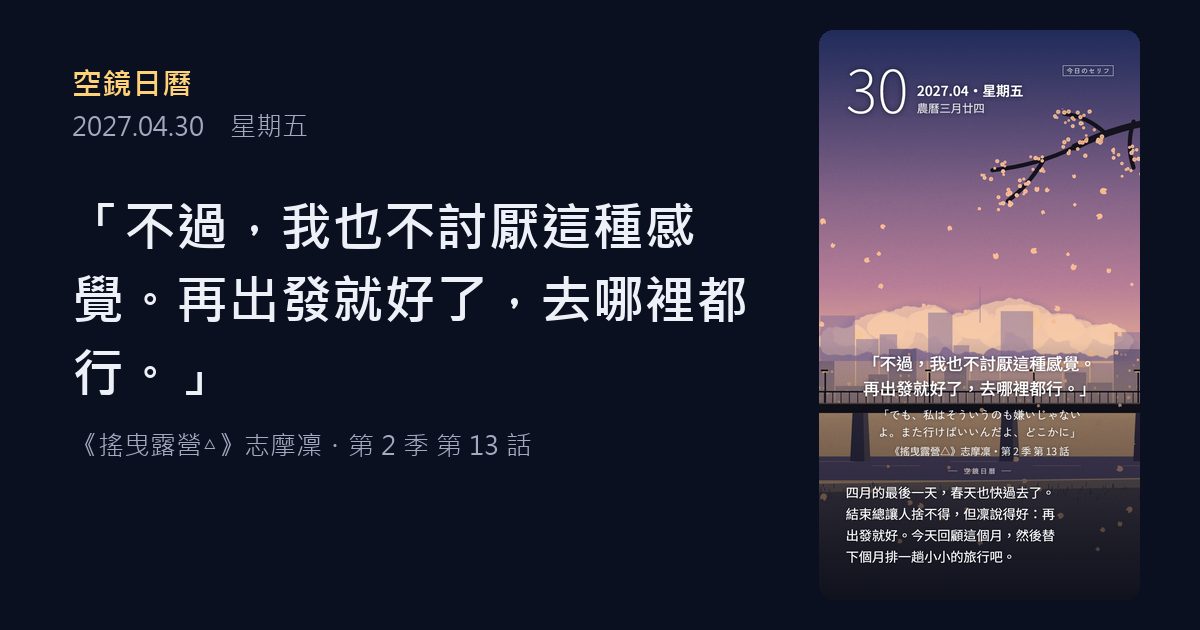 空鏡日曆
2027.04.30 星期五
「不過，我也不討厭這種感
覺。再出發就好了，去哪裡都
行。」
《搖曳露營△》志摩凜・第 2 季 第 13 話
30
2027.04・星期五
農曆三月廿四
今日のセリフ
「不過，我也不討厭這種感覺。
再出發就好了，去哪裡都行。」
「でも、私はそういうのも嫌いじゃない
よ。また行けばいいんだよ、どこかに」
《搖曳露營△》志摩凜・第 2 季 第 13 話
— 空鏡日曆 —
四月的最後一天，春天也快過去了。
結束總讓人捨不得，但凜說得好：再
出發就好。今天回顧這個月，然後替
下個月排一趟小小的旅行吧。